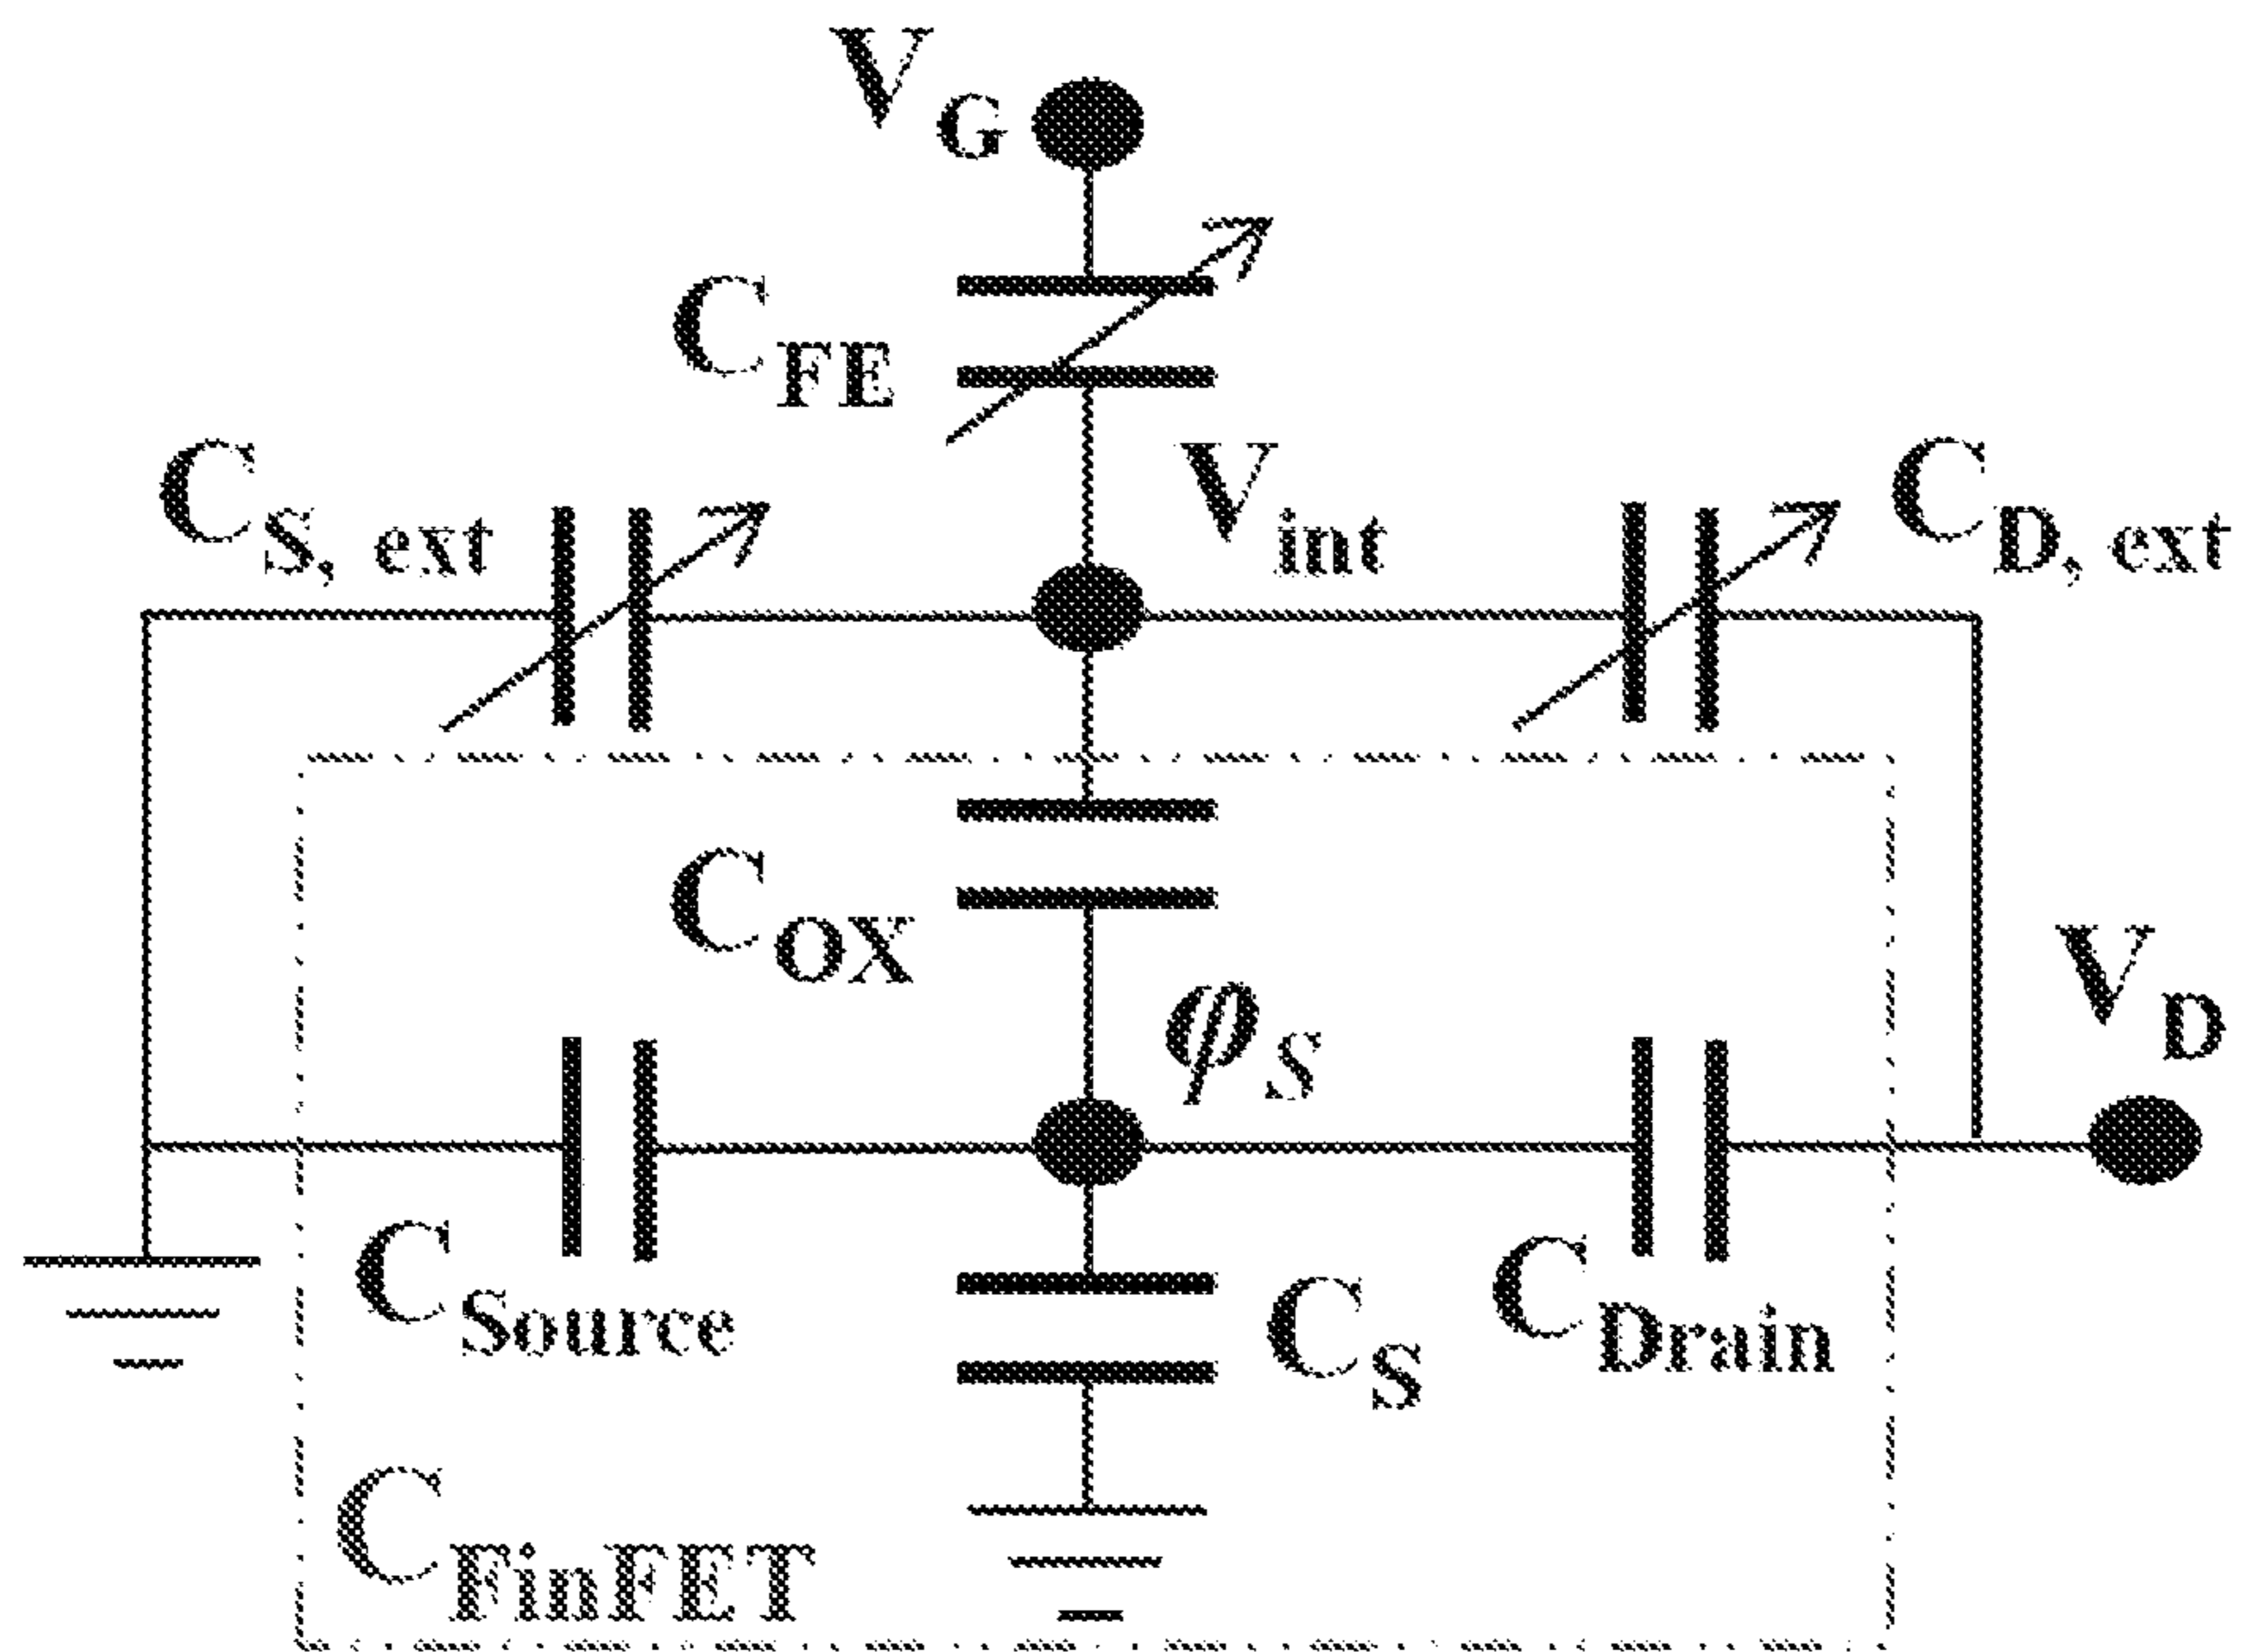 V_G
C_FE
C_S, ext
V_int
C_D, ext
C_OX
φ_S
V_D
C_Source
C_S
C_Drain
C_FinFET